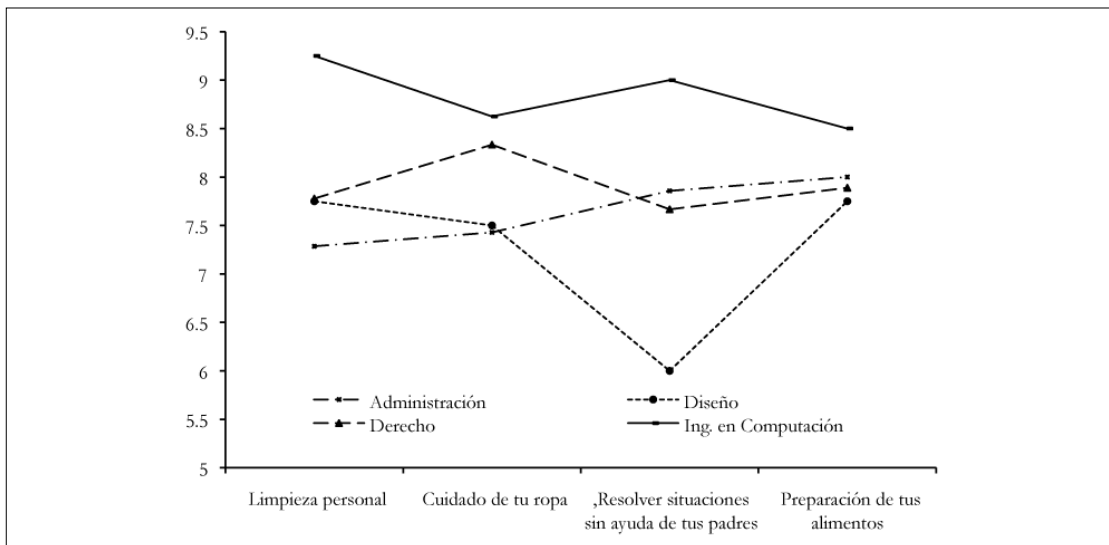 9.5
9
8.5
8
7.5
7
6.5
6
5.5
5
Administración
Diseño
Derecho
Ing. en Computación
Limpieza personal
Cuidado de tu ropa
,Resolver situaciones
sin ayuda de tus padres
Preparación de tus
alimentos